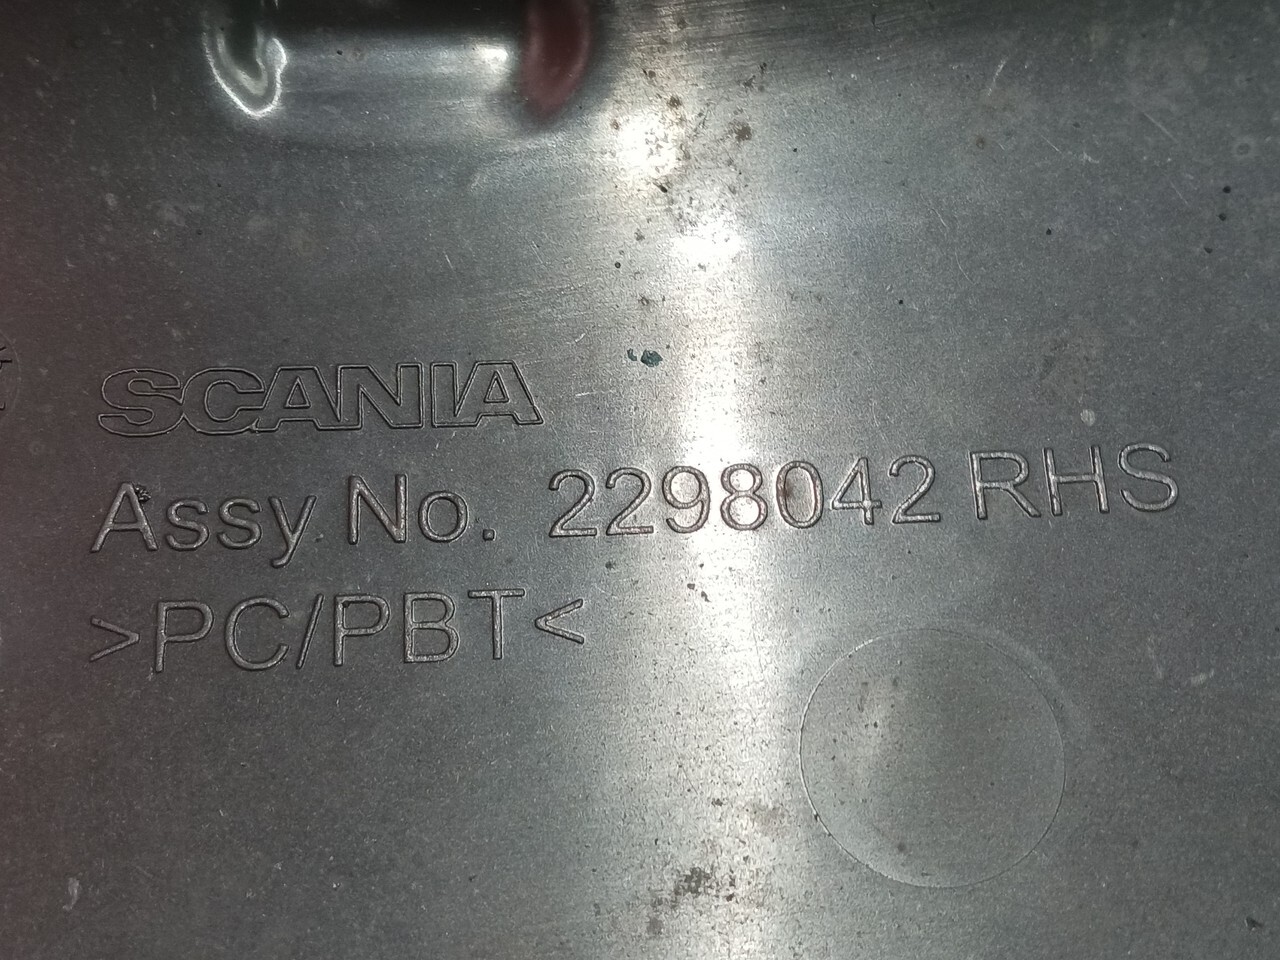 SCANIA
Assy No. 2298042 RHS
>PC/PBT<